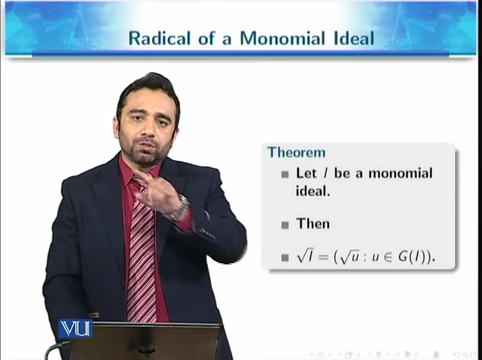 Radical of a Monomial Ideal
Theorem
Let I be a monomial
ideal.
Then
√I = (√u : u ∈ G(I)).
VU